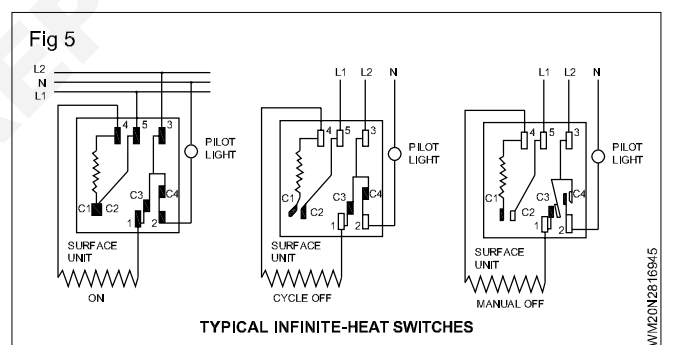 Fig 5
L2
N
L1
4 5 3
PILOT
LIGHT
C1 C2 C3 C4
1 2
SURFACE
UNIT
ON
L1 L2 N
4 5 3
PILOT
LIGHT
C1 C2 C3 C4
1 2
SURFACE
UNIT
CYCLE OFF
L1 L2 N
4 5 3
PILOT
LIGHT
C1 C2 C3 C4
1 2
SURFACE
UNIT
MANUAL OFF
TYPICAL INFINITE-HEAT SWITCHES